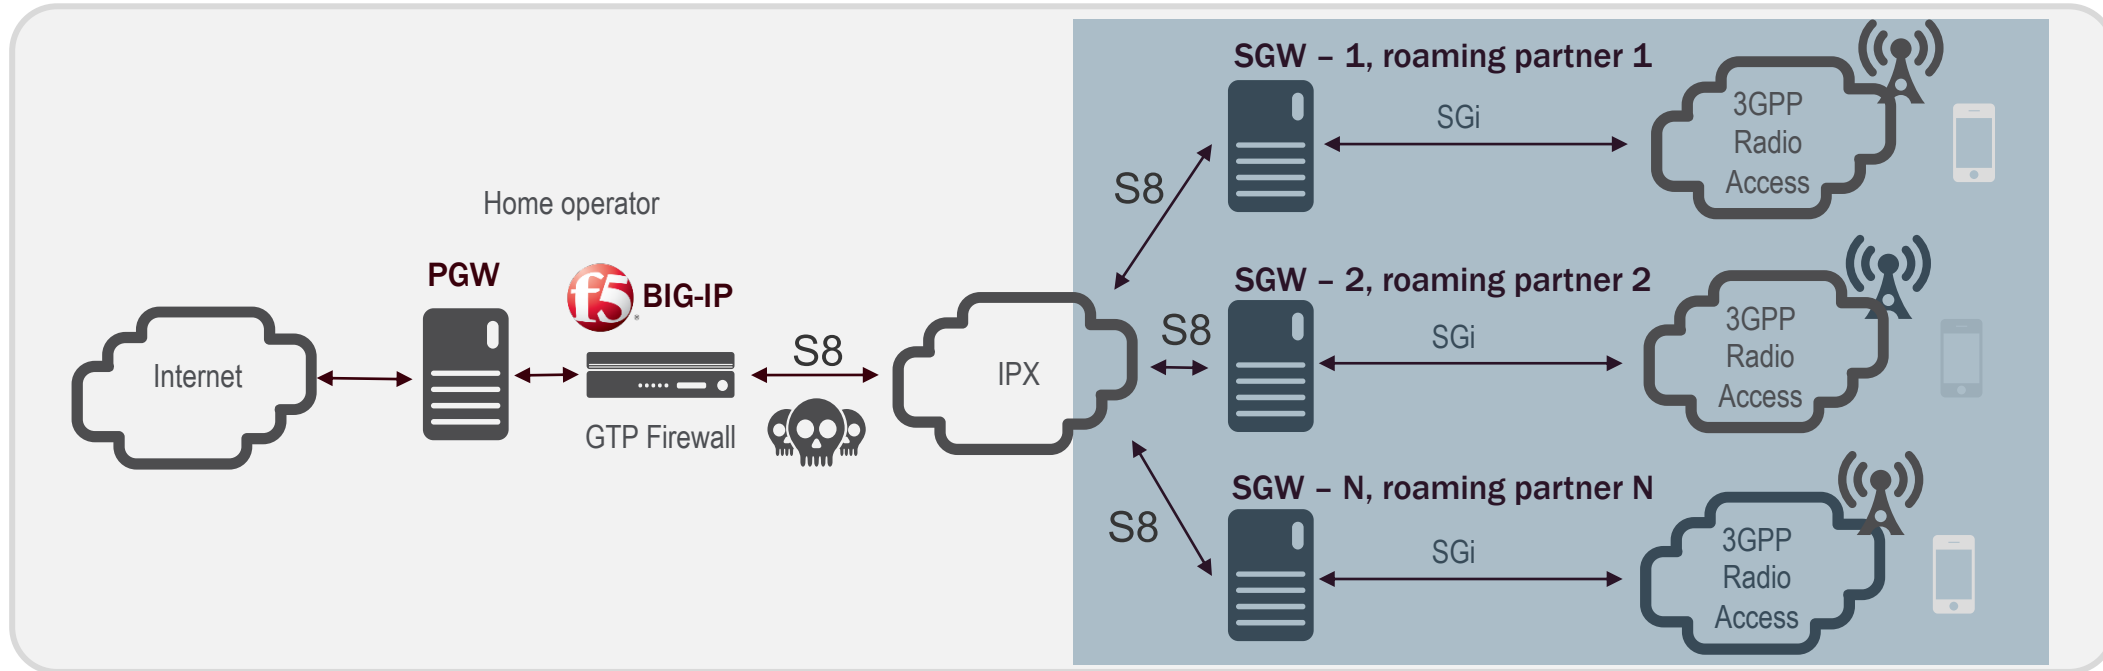 SGW – 1, roaming partner 1
SGi
3GPP
Radio
Access
S8
Home operator
PGW
f5
BIG-IP
SGW – 2, roaming partner 2
S8
S8
SGi
3GPP
Radio
Access
Internet
IPX
GTP Firewall
SGW – N, roaming partner N
S8
SGi
3GPP
Radio
Access